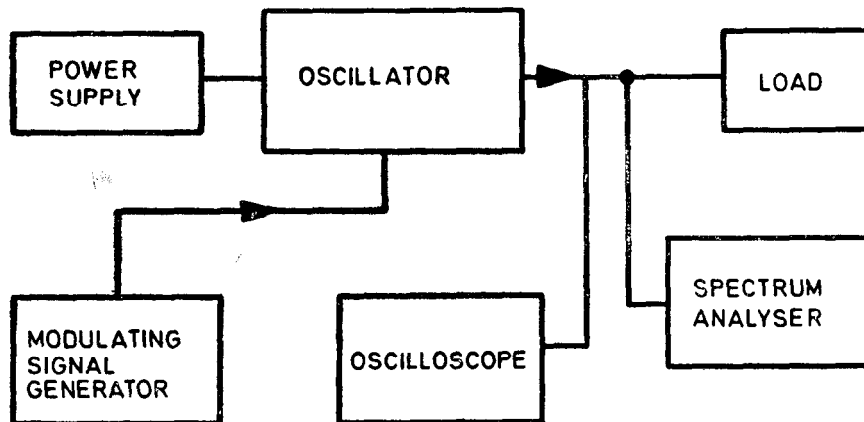 POWER
SUPPLY
OSCILLATOR
LOAD
MODULATING
SIGNAL
GENERATOR
OSCILLOSCOPE
SPECTRUM
ANALYSER